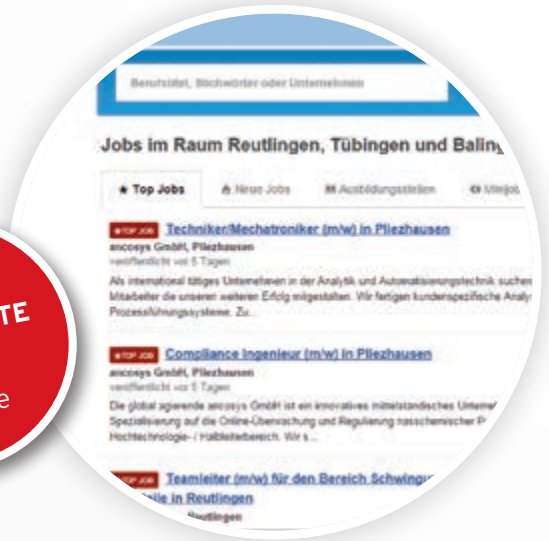 Berufstitel, Stichwörter oder Unternehmen
Jobs im Raum Reutlingen, Tübingen und Baling
★ Top Jobs
Neue Jobs
Ausbildungsstellen
Minijob
★TOP JOB Techniker/Mechatroniker (m/w) in Pliezhausen
ancosys GmbH, Pliezhausen
veröffentlicht vor 5 Tagen
Als international tätiges Unternehmen in der Analytik und Automatisierungstechnik suchen
Mitarbeiter die unseren weiteren Erfolg mitgestalten. Wir fertigen kundenspezifische Analy
Prozessführungssysteme. Zu...
★TOP JOB Compliance Ingenieur (m/w) in Pliezhausen
ancosys GmbH, Pliezhausen
veröffentlicht vor 5 Tagen
Die global agierende ancosys GmbH ist ein innovatives mittelständisches Unterne
Spezialisierung auf die Online-Überwachung und Regulierung nasschemischer P
Hochtechnologie- / Halbleiterbereich. Wir s...
TOP JOB Teamleiter (m/w) für den Bereich Schwingu
eile in Reutlingen
Reutlingen
TE
e